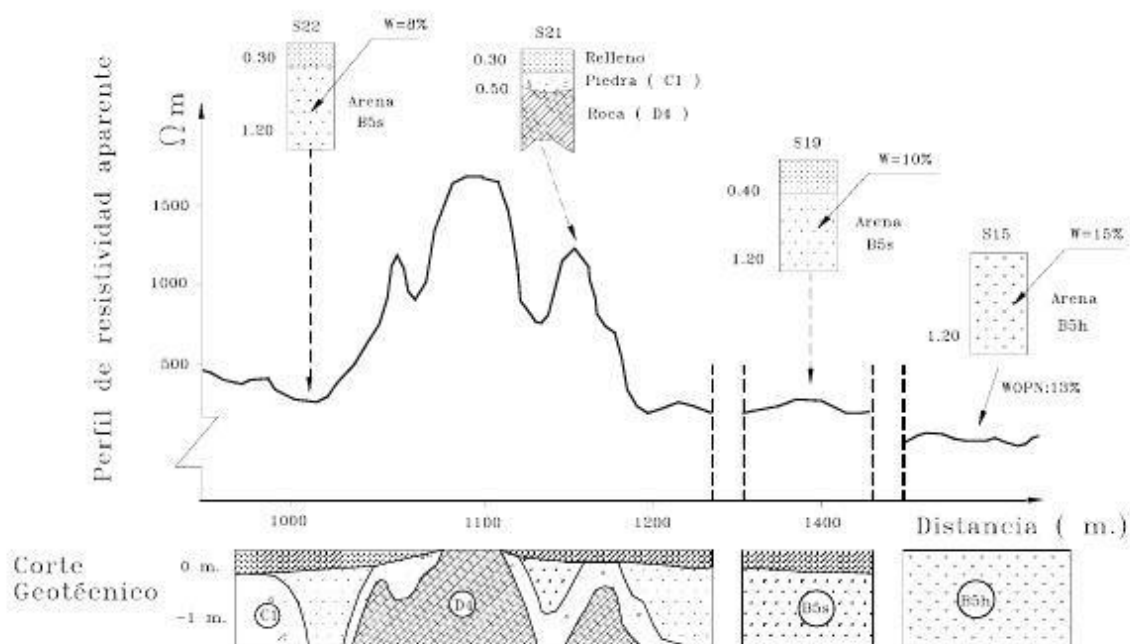 S22
W=8%
0.30
Arena
B5s
1.20
S21
0.30
Relleno
Piedra ( C1 )
0.50
Roca ( D4 )
S19
W=10%
0.40
Arena
B5s
1.20
S15
W=15%
Arena
B5h
1.20
WOPN:13%
Perfil de resistividad aparente
Ω m
1500
1000
500
1000
1100
1200
1400
Distancia ( m.)
Corte
Geotécnico
0 m.
-1 m.
C1
D4
B5s
B5h